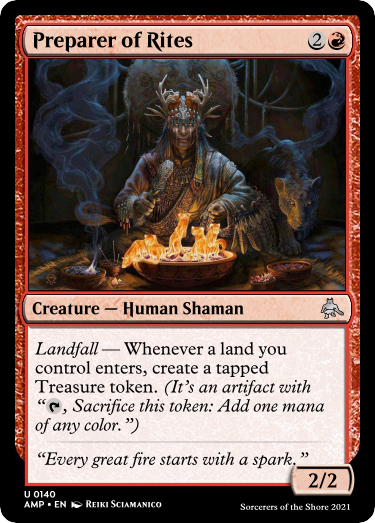 Preparer of Rites 2
Creature — Human Shaman
Landfall — Whenever a land you
control enters, create a tapped
Treasure token. (It's an artifact with
“, Sacrifice this token: Add one mana
of any color.”)
“Every great fire starts with a spark.”
2/2
U 0140
AMP • EN Reiki Sciamanico
Sorcerers of the Shore 2021